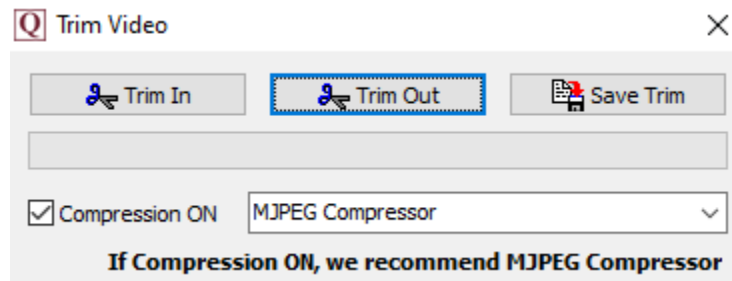 Q Trim Video
Trim In Trim Out Save Trim
Compression ON MJPEG Compressor
If Compression ON, we recommend MJPEG Compressor